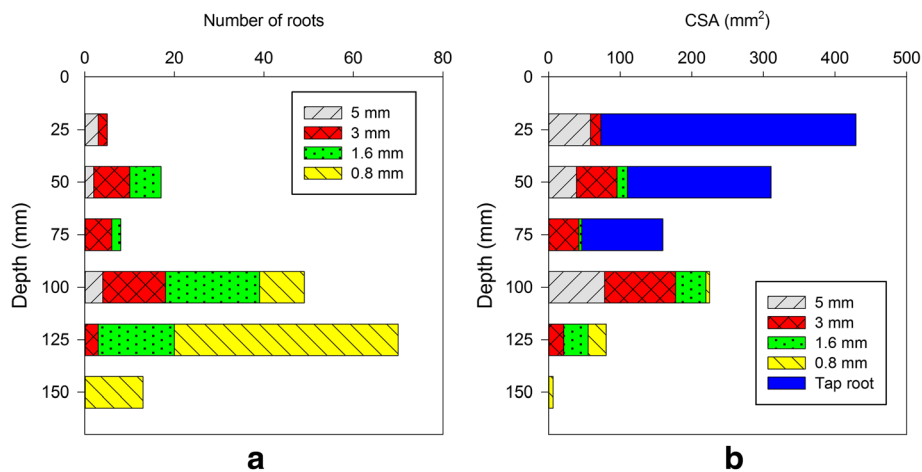 Number of roots
0 20 40 60 80
0
25
50
75
100
125
150
Depth (mm)
5 mm
3 mm
1.6 mm
0.8 mm
a
CSA (mm²)
0 100 200 300 400 500
0
25
50
75
100
125
150
Depth (mm)
5 mm
3 mm
1.6 mm
0.8 mm
Tap root
b